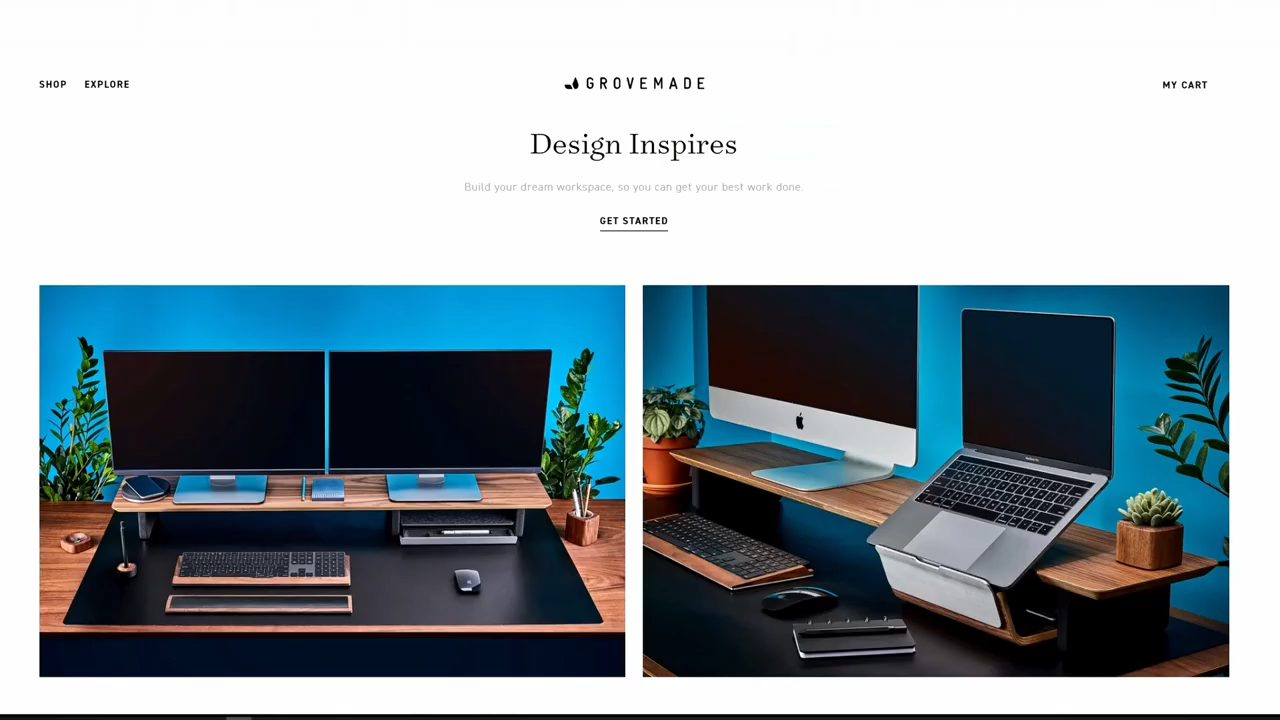 SHOP EXPLORE GROVEMADE MY CART
Design Inspires
Build your dream workspace, so you can get your best work done.
GET STARTED